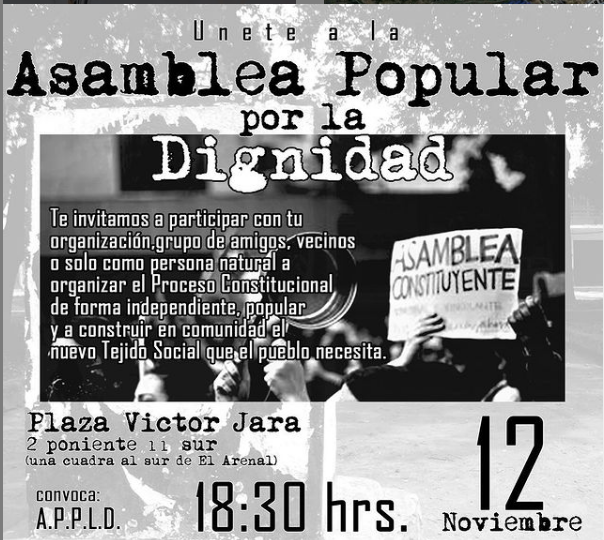 Unete a la
Asamblea Popular
por la
Dignidad
Te invitamos a participar con tu
organización,grupo de amigos, vecinos
o solo como persona natural a
organizar el Proceso Constitucional
de forma independiente, popular
y a construir en comunidad el
nuevo Tejido Social que el pueblo necesita.
ASAMBLEA
CONSTITUYENTE
Plaza Victor Jara
2 poniente 11 sur
(una cuadra al sur de El Arenal)
convoca:
A.P.P.L.D.
18:30 hrs.
12
Noviembre